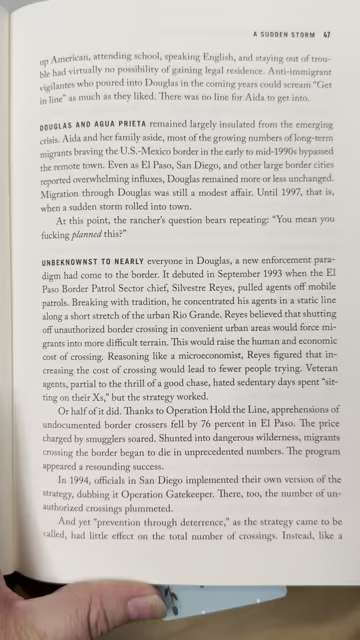 A SUDDEN STORM 47
up American, attending school, speaking English, and staying out of trou-
ble had virtually no possibility of gaining legal residence. Anti-immigrant
vigilantes who poured into Douglas in the coming years could scream "Get
in line" as much as they liked. There was no line for Aida to get into.
DOUGLAS AND AGUA PRIETA remained largely insulated from the emerging
crisis. Aida and her family aside, most of the growing numbers of long-term
migrants braving the U.S.-Mexico border in the early to mid-1990s bypassed
the remote town. Even as El Paso, San Diego, and other large border cities
reported overwhelming influxes, Douglas remained more or less unchanged.
Migration through Douglas was still a modest affair. Until 1997, that is,
when a sudden storm rolled into town.
At this point, the rancher's question bears repeating: "You mean you
fucking planned this?"
UNBEKNOWNST TO NEARLY everyone in Douglas, a new enforcement para-
digm had come to the border. It debuted in September 1993 when the El
Paso Border Patrol Sector chief, Silvestre Reyes, pulled agents off mobile
patrols. Breaking with tradition, he concentrated his agents in a static line
along a short stretch of the urban Rio Grande. Reyes believed that shutting
off unauthorized border crossing in convenient urban areas would force mi-
grants into more difficult terrain. This would raise the human and economic
cost of crossing. Reasoning like a microeconomist, Reyes figured that in-
creasing the cost of crossing would lead to fewer people trying. Veteran
agents, partial to the thrill of a good chase, hated sedentary days spent "sit-
ting on their Xs," but the strategy worked.
Or half of it did. Thanks to Operation Hold the Line, apprehensions of
undocumented border crossers fell by 76 percent in El Paso. The price
charged by smugglers soared. Shunted into dangerous wilderness, migrants
crossing the border began to die in unprecedented numbers. The program
appeared a resounding success.
In 1994, officials in San Diego implemented their own version of the
strategy, dubbing it Operation Gatekeeper. There, too, the number of un-
authorized crossings plummeted.
And yet "prevention through deterrence," as the strategy came to be
called, had little effect on the total number of crossings. Instead, like a